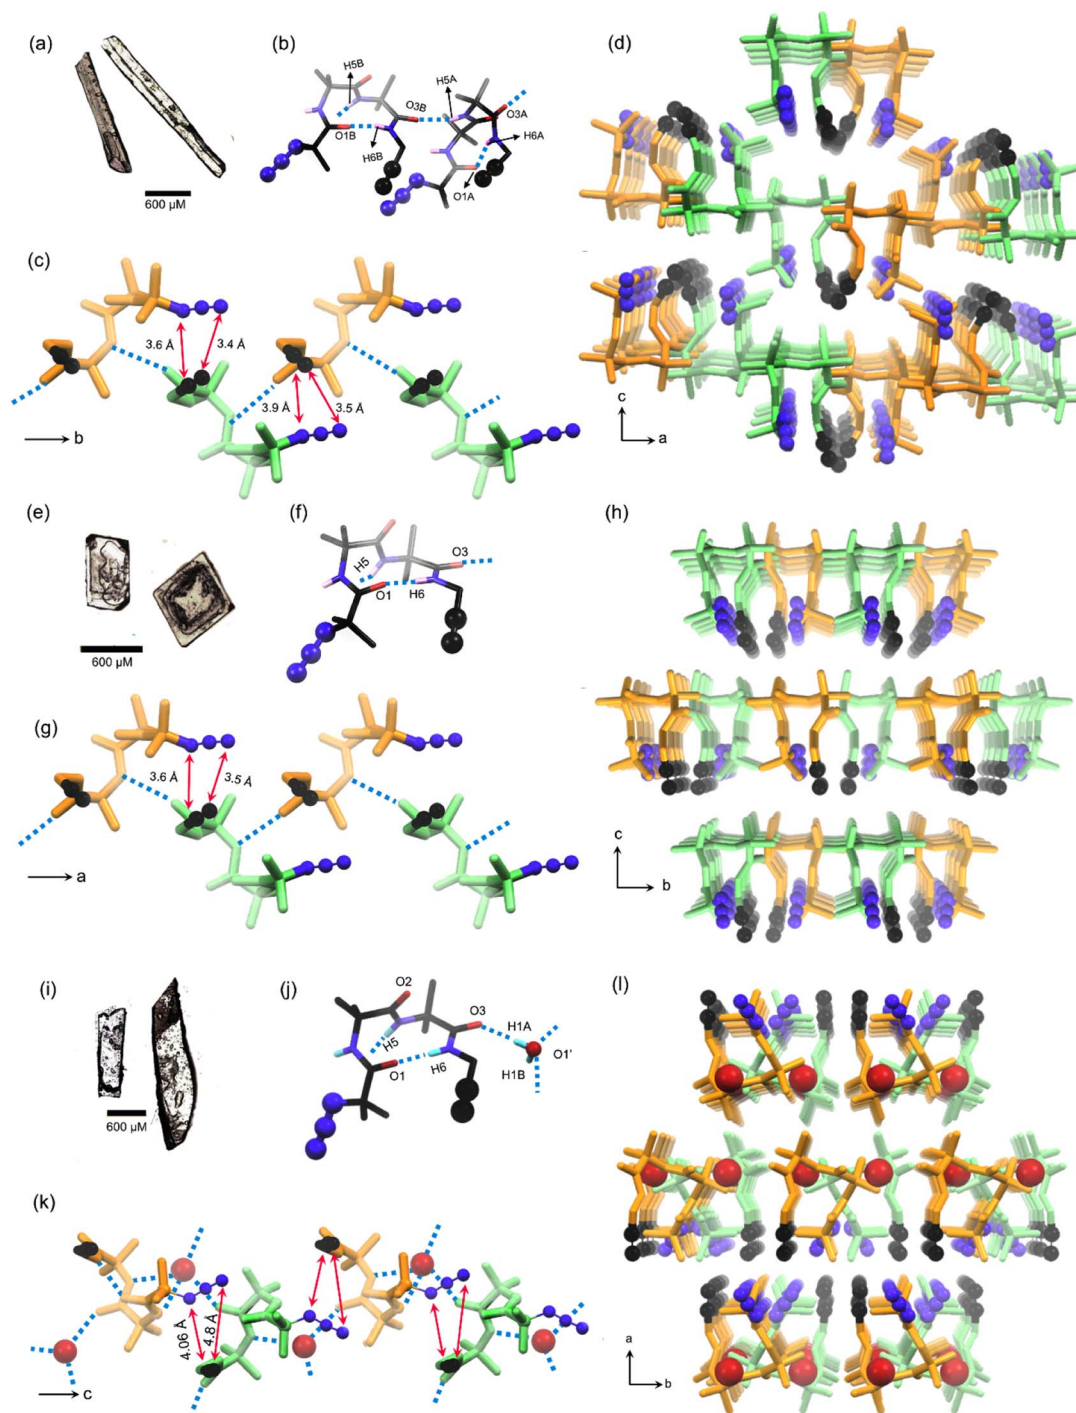 (a)
600 µM
(b)
H5B
O3B
H5A
O3A
H6A
O1B
H6B
O1A
(c)
3.6 Å
3.4 Å
3.9 Å
3.5 Å
b
(d)
c
a
(e)
600 µM
(f)
H5
O3
O1
H6
(g)
3.6 Å
3.5 Å
a
(h)
c
b
(i)
600 µM
(j)
O2
O3
H1A
H5
O1'
O1
H6
H1B
(k)
4.06 Å
4.8 Å
c
(l)
a
b